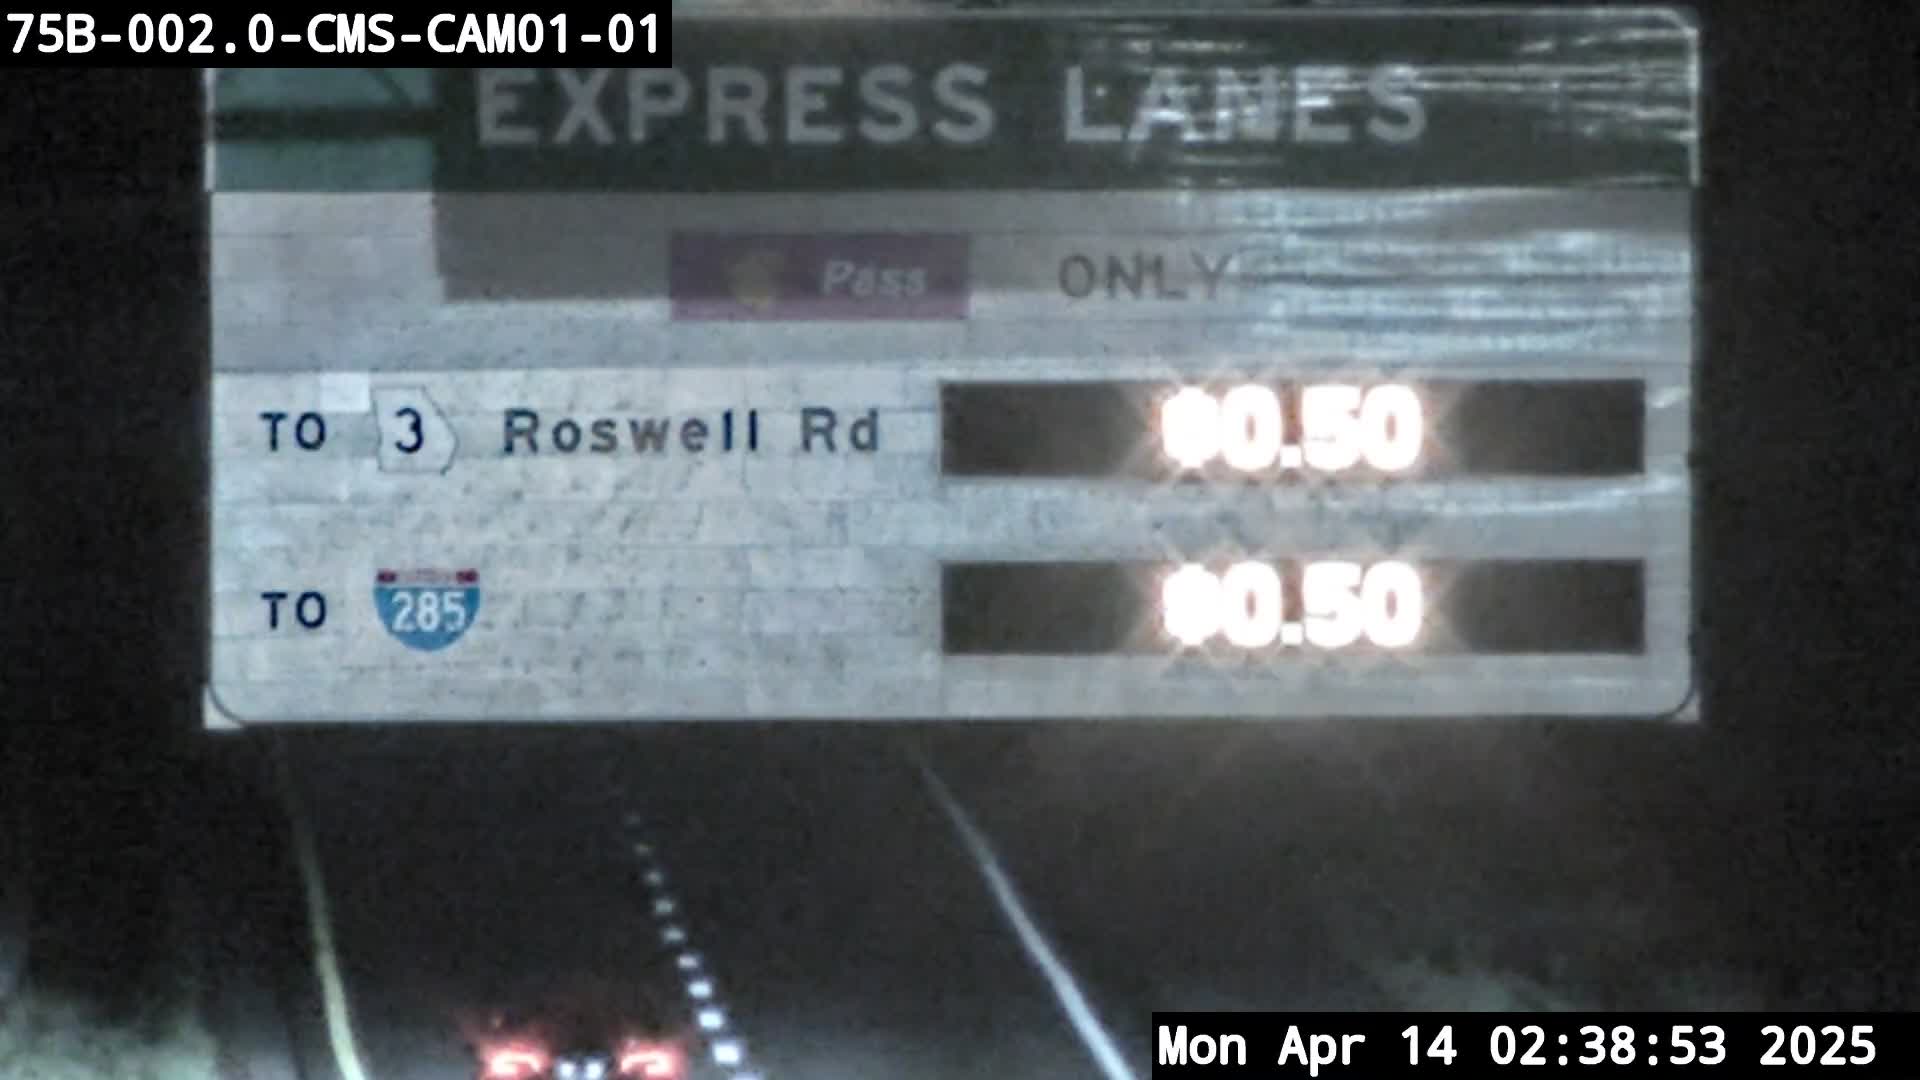 75B-002.0-CMS-CAM01-01
EXPRESS LANES
Pass ONLY
TO 3 Roswell Rd $0.50
TO 285 $0.50
Mon Apr 14 02:38:53 2025